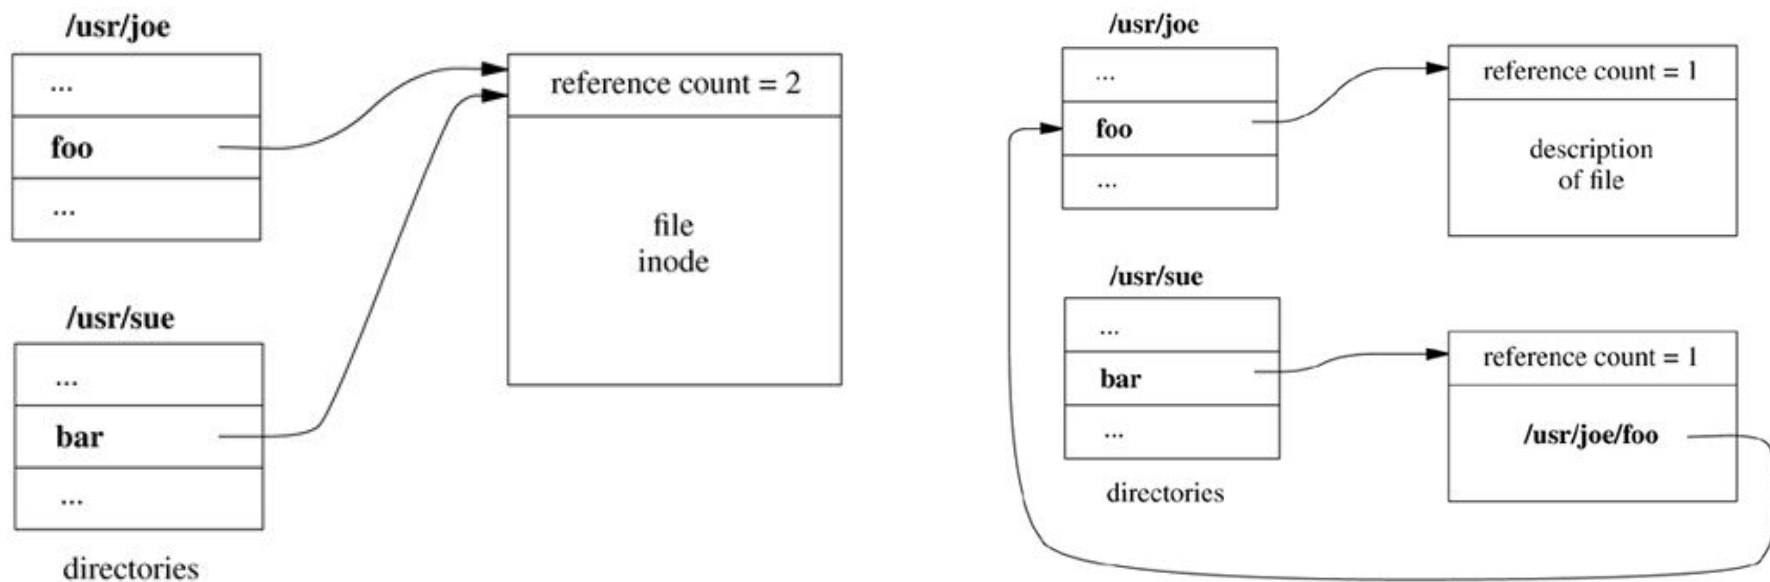 /usr/joe
...
foo
...
reference count = 2
file
inode
/usr/sue
...
bar
...
directories
/usr/joe
...
foo
...
reference count = 1
description
of file
/usr/sue
...
bar
...
directories
reference count = 1
/usr/joe/foo